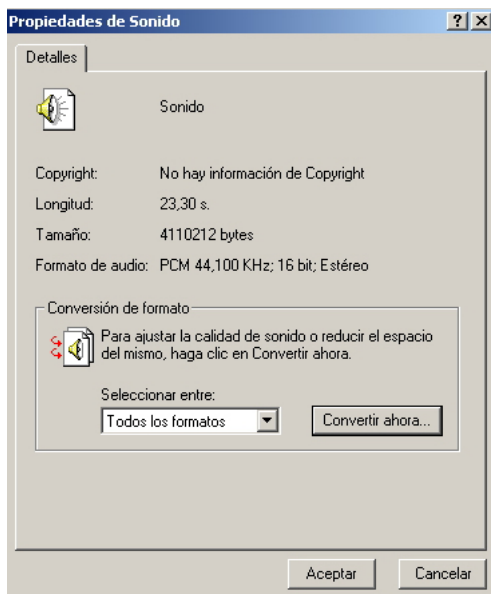 Propiedades de Sonido
Detalles
Sonido
Copyright: No hay información de Copyright
Longitud: 23,30 s.
Tamaño: 4110212 bytes
Formato de audio: PCM 44,100 KHz; 16 bit; Estéreo
Conversión de formato
Para ajustar la calidad de sonido o reducir el espacio
del mismo, haga clic en Convertir ahora.
Seleccionar entre:
Todos los formatos Convertir ahora...
Aceptar Cancelar